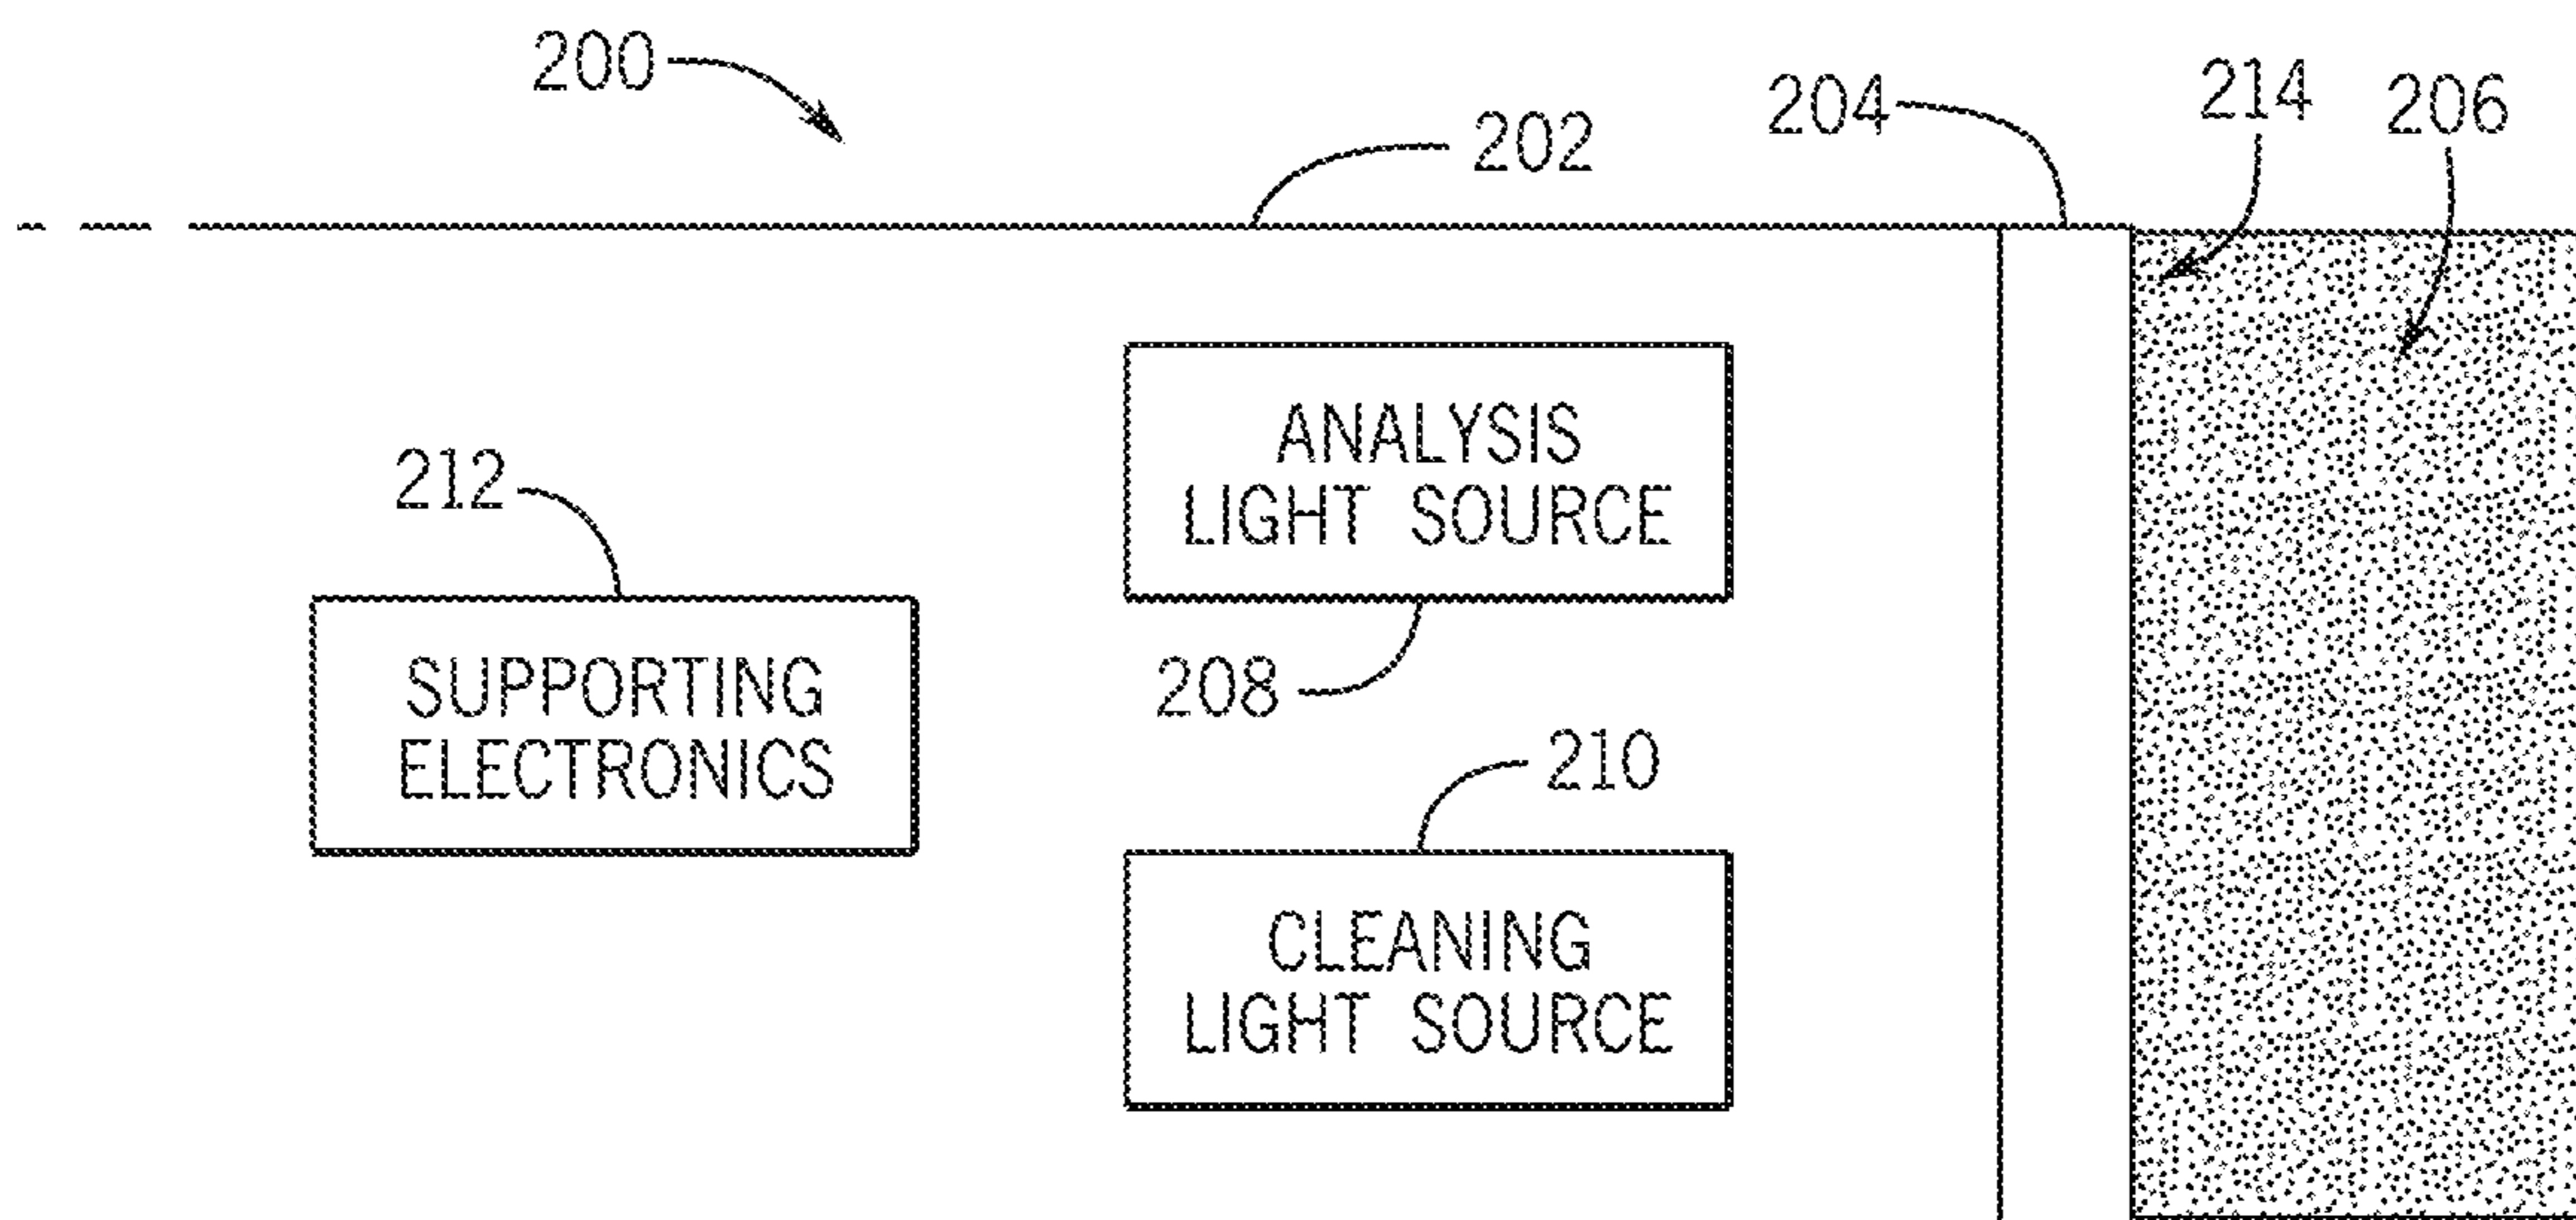 200
202
204
214
206
ANALYSIS
LIGHT SOURCE
212
SUPPORTING
ELECTRONICS
208
210
CLEANING
LIGHT SOURCE